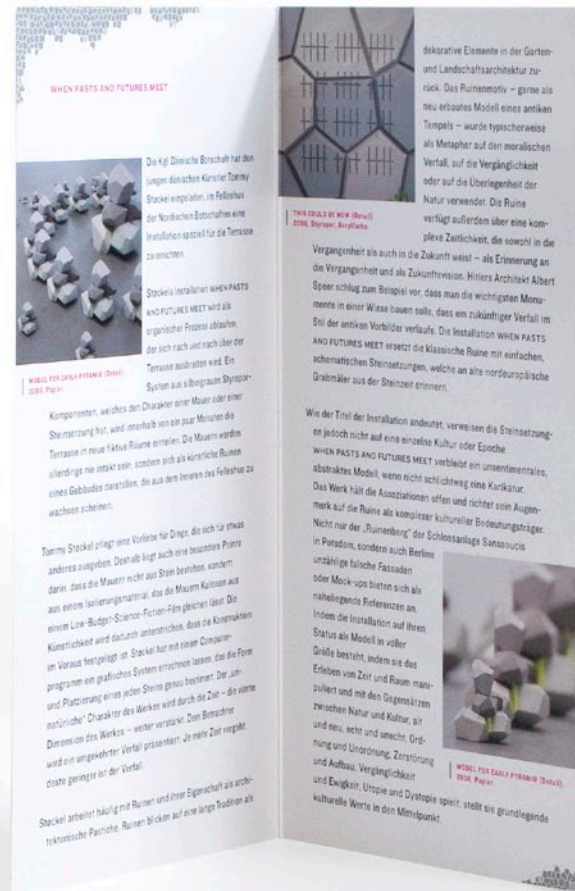 WHEN PASTS AND FUTURES MEET
Die Kgl. Dänische Botschaft hat den
jungen dänischen Künstler Tommy
Støckel eingeladen, im Felleshus
der Nordischen Botschaften eine
Installation speziell für die Terrasse
zu errichten.
Støckels Installation WHEN PASTS
AND FUTURES MEET wird als
organischer Prozess ablaufen,
der sich nach und nach über der
Terrasse ausbreiten wird. Ein
System aus silbergrauen Styropor-
MODEL FOR EARLY PYRAMID (Detail),
2006, Papier.
Komponenten, welches den Charakter einer Mauer oder einer
Steinsetzung hat, wird innerhalb von ein paar Monaten die
Terrasse in neue fiktive Räume einteilen. Die Mauern werden
allerdings nie intakt sein, sondern sich als künstliche Ruinen
eines Gebäudes darstellen, die aus dem Inneren des Felleshus zu
wachsen scheinen.
Tommy Støckel pflegt eine Vorliebe für Dinge, die sich für etwas
anderes ausgeben. Deshalb liegt auch eine besondere Pointe
darin, dass die Mauern nicht aus Stein bestehen, sondern
aus einem Isolierungsmaterial, das die Mauern Kulissen aus
einem Low-Budget-Science-Fiction-Film gleichen lässt. Die
Künstlichkeit wird dadurch unterstrichen, dass die Konstruktion
im Voraus festgelegt ist. Støckel hat mit einem Computer-
programm ein grafisches System errechnen lassen, das die Form
und Platzierung eines jeden Steins genau bestimmt. Der „un-
natürliche“ Charakter des Werkes wird durch die Zeit – die vierte
Dimension des Werkes – weiter verstärkt. Dem Betrachter
wird ein umgekehrter Verfall präsentiert: Je mehr Zeit vergeht,
desto geringer ist der Verfall.
Støckel arbeitet häufig mit Ruinen und ihrer Eigenschaft als archi-
tektonische Pastiche. Ruinen blicken auf eine lange Tradition als
dekorative Elemente in der Garten-
und Landschaftsarchitektur zu-
rück. Das Ruinenmotiv – gerne als
neu erbautes Modell eines antiken
Tempels – wurde typischerweise
als Metapher auf den moralischen
Verfall, auf die Vergänglichkeit
oder auf die Überlegenheit der
Natur verwendet. Die Ruine
verfügt außerdem über eine kom-
plexe Zeitlichkeit, die sowohl in die
THIS COULD BE NOW (Detail)
2006, Styropor, Acrylfarbe.
Vergangenheit als auch in die Zukunft weist – als Erinnerung an
die Vergangenheit und als Zukunftsvision. Hitlers Architekt Albert
Speer schlug zum Beispiel vor, dass man die wichtigsten Monu-
mente in einer Wiese bauen solle, dass ein zukünftiger Verfall im
Stil der antiken Vorbilder verlaufe. Die Installation WHEN PASTS
AND FUTURES MEET ersetzt die klassische Ruine mit einfachen,
schematischen Steinsetzungen, welche an alte nordeuropäische
Grabmäler aus der Steinzeit erinnern.
Wie der Titel der Installation andeutet, verweisen die Steinsetzung-
en jedoch nicht auf eine einzelne Kultur oder Epoche.
WHEN PASTS AND FUTURES MEET verbleibt ein unsentimentales,
abstraktes Modell, wenn nicht schlichtweg eine Karikatur.
Das Werk hält die Assoziationen offen und richtet sein Augen-
merk auf die Ruine als komplexer kultureller Bedeutungsträger.
Nicht nur der „Ruinenberg“ der Schlossanlage Sanssoucis
in Potsdam, sondern auch Berlins
unzählige falsche Fassaden
oder Mock-ups bieten sich als
naheliegende Referenzen an.
Indem die Installation auf ihren
Status als Modell in voller
Größe besteht, indem sie das
Erleben von Zeit und Raum mani-
puliert und mit den Gegensätzen
zwischen Natur und Kultur, alt
und neu, echt und unecht, Ord-
nung und Unordnung, Zerstörung
und Aufbau, Vergänglichkeit
und Ewigkeit, Utopie und Dystopie spielt, stellt sie grundlegende
kulturelle Werte in den Mittelpunkt.
MODEL FOR EARLY PYRAMID (Detail),
2006, Papier.